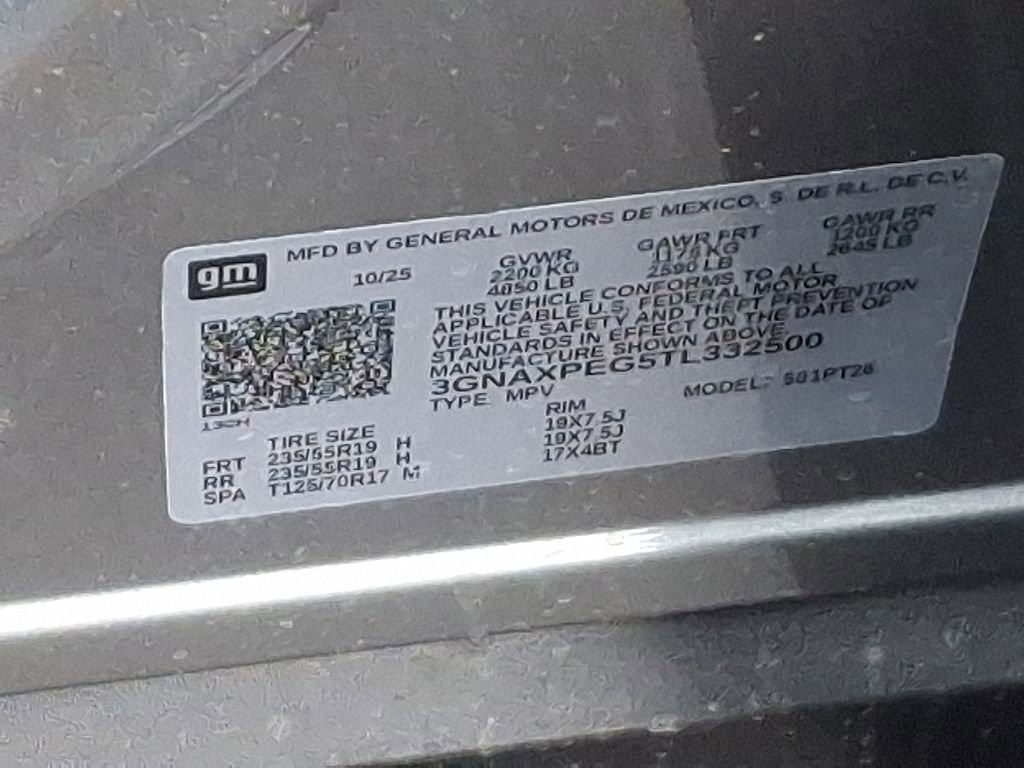 MFD BY GENERAL MOTORS DE MEXICO, S DE R.L. DE C.V.
gm
10/25
GVWR GAWR FRT GAWR RR
2200 KG 1175 KG 1200 KG
4850 LB 2590 LB 2645 LB
THIS VEHICLE CONFORMS TO ALL
APPLICABLE U.S. FEDERAL MOTOR
VEHICLE SAFETY AND THEFT PREVENTION
STANDARDS IN EFFECT ON THE DATE OF
MANUFACTURE SHOWN ABOVE.
3GNAXPEG5TL332500
TYPE MPV MODEL:
TIRE SIZE RIM
FRT 235/55R19 H 19X7.5J
RR 235/55R19 H 19X7.5J
SPA T125/70R17 M 17X4BT